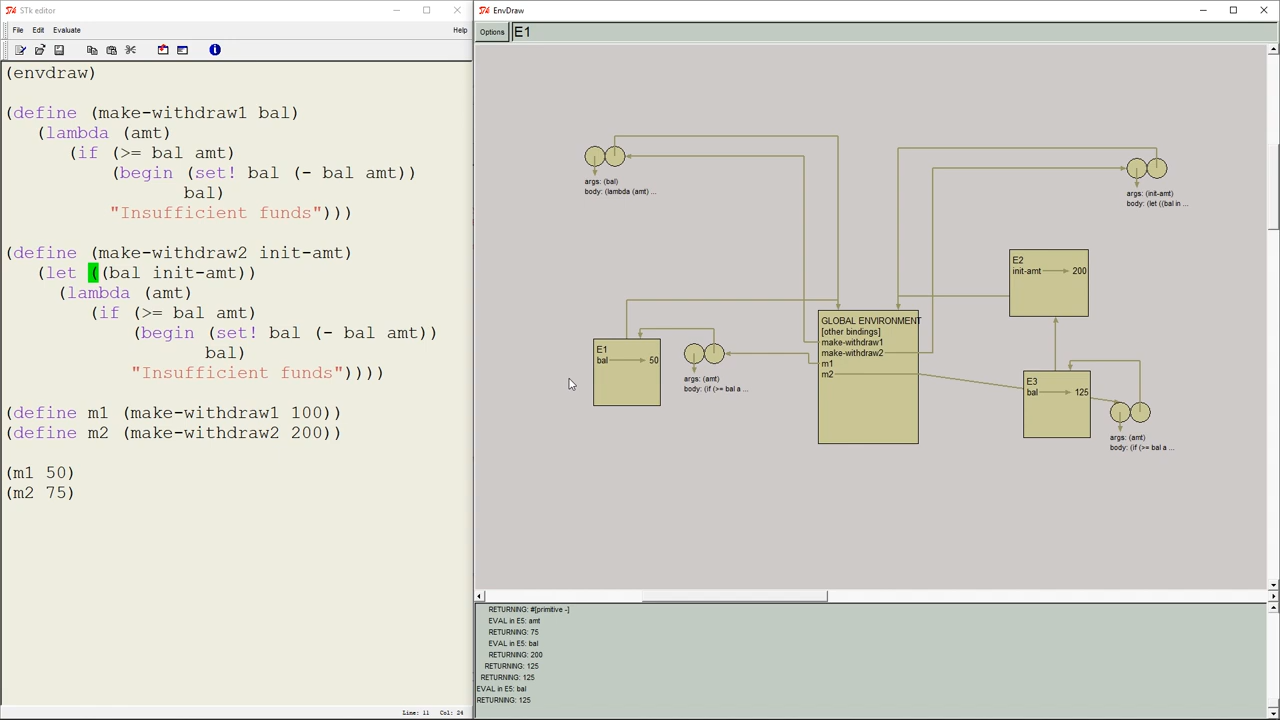 STk editor
File Edit Evaluate Help
(envdraw)
(define (make-withdraw1 bal)
(lambda (amt)
(if (>= bal amt)
(begin (set! bal (- bal amt))
bal)
"Insufficient funds")))
(define (make-withdraw2 init-amt)
(let ((bal init-amt))
(lambda (amt)
(if (>= bal amt)
(begin (set! bal (- bal amt))
bal)
"Insufficient funds"))))
(define m1 (make-withdraw1 100))
(define m2 (make-withdraw2 200))
(m1 50)
(m2 75)
Line: 11 Col: 24
EnvDraw
Options E1
args: (bal)
body: (lambda (amt) ...
args: (init-amt)
body: (let ((bal in ...
E2
init-amt 200
GLOBAL ENVIRONMENT
[other bindings]
make-withdraw1
make-withdraw2
m1
m2
E1
bal 50
args: (amt)
body: (if (>= bal a ...
E3
bal 125
args: (amt)
body: (if (>= bal a ...
RETURNING: #[primitive -]
EVAL in E5: amt
RETURNING: 75
EVAL in E5: bal
RETURNING: 200
RETURNING: 125
RETURNING: 125
EVAL in E5: bal
RETURNING: 125